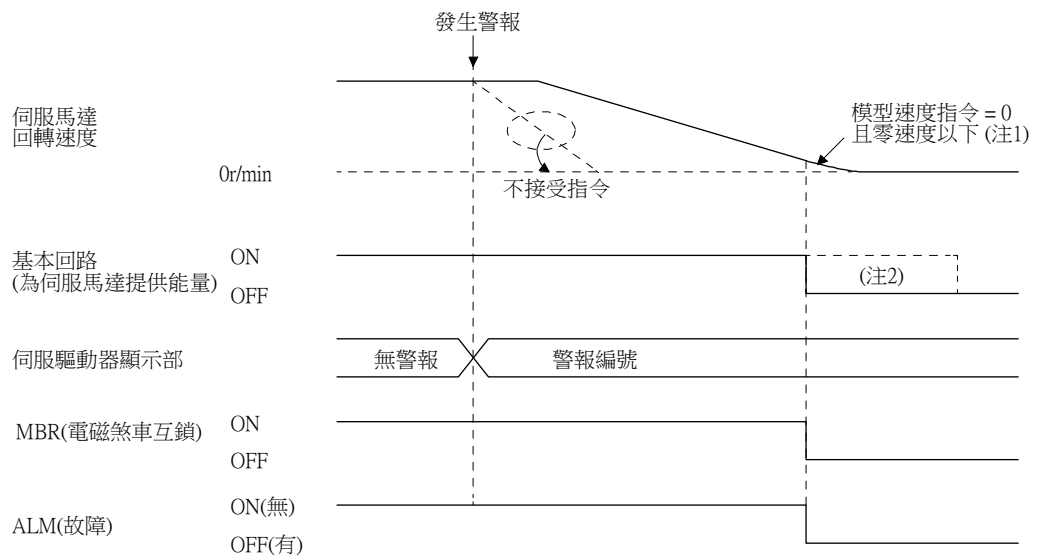 發生警報
伺服馬達
回轉速度
模型速度指令 = 0
且零速度以下 (注1)
0r/min
不接受指令
基本回路
(為伺服馬達提供能量)
ON
OFF
(注2)
伺服驅動器顯示部
無警報
警報編號
MBR(電磁煞車互鎖)
ON
OFF
ALM(故障)
ON(無)
OFF(有)